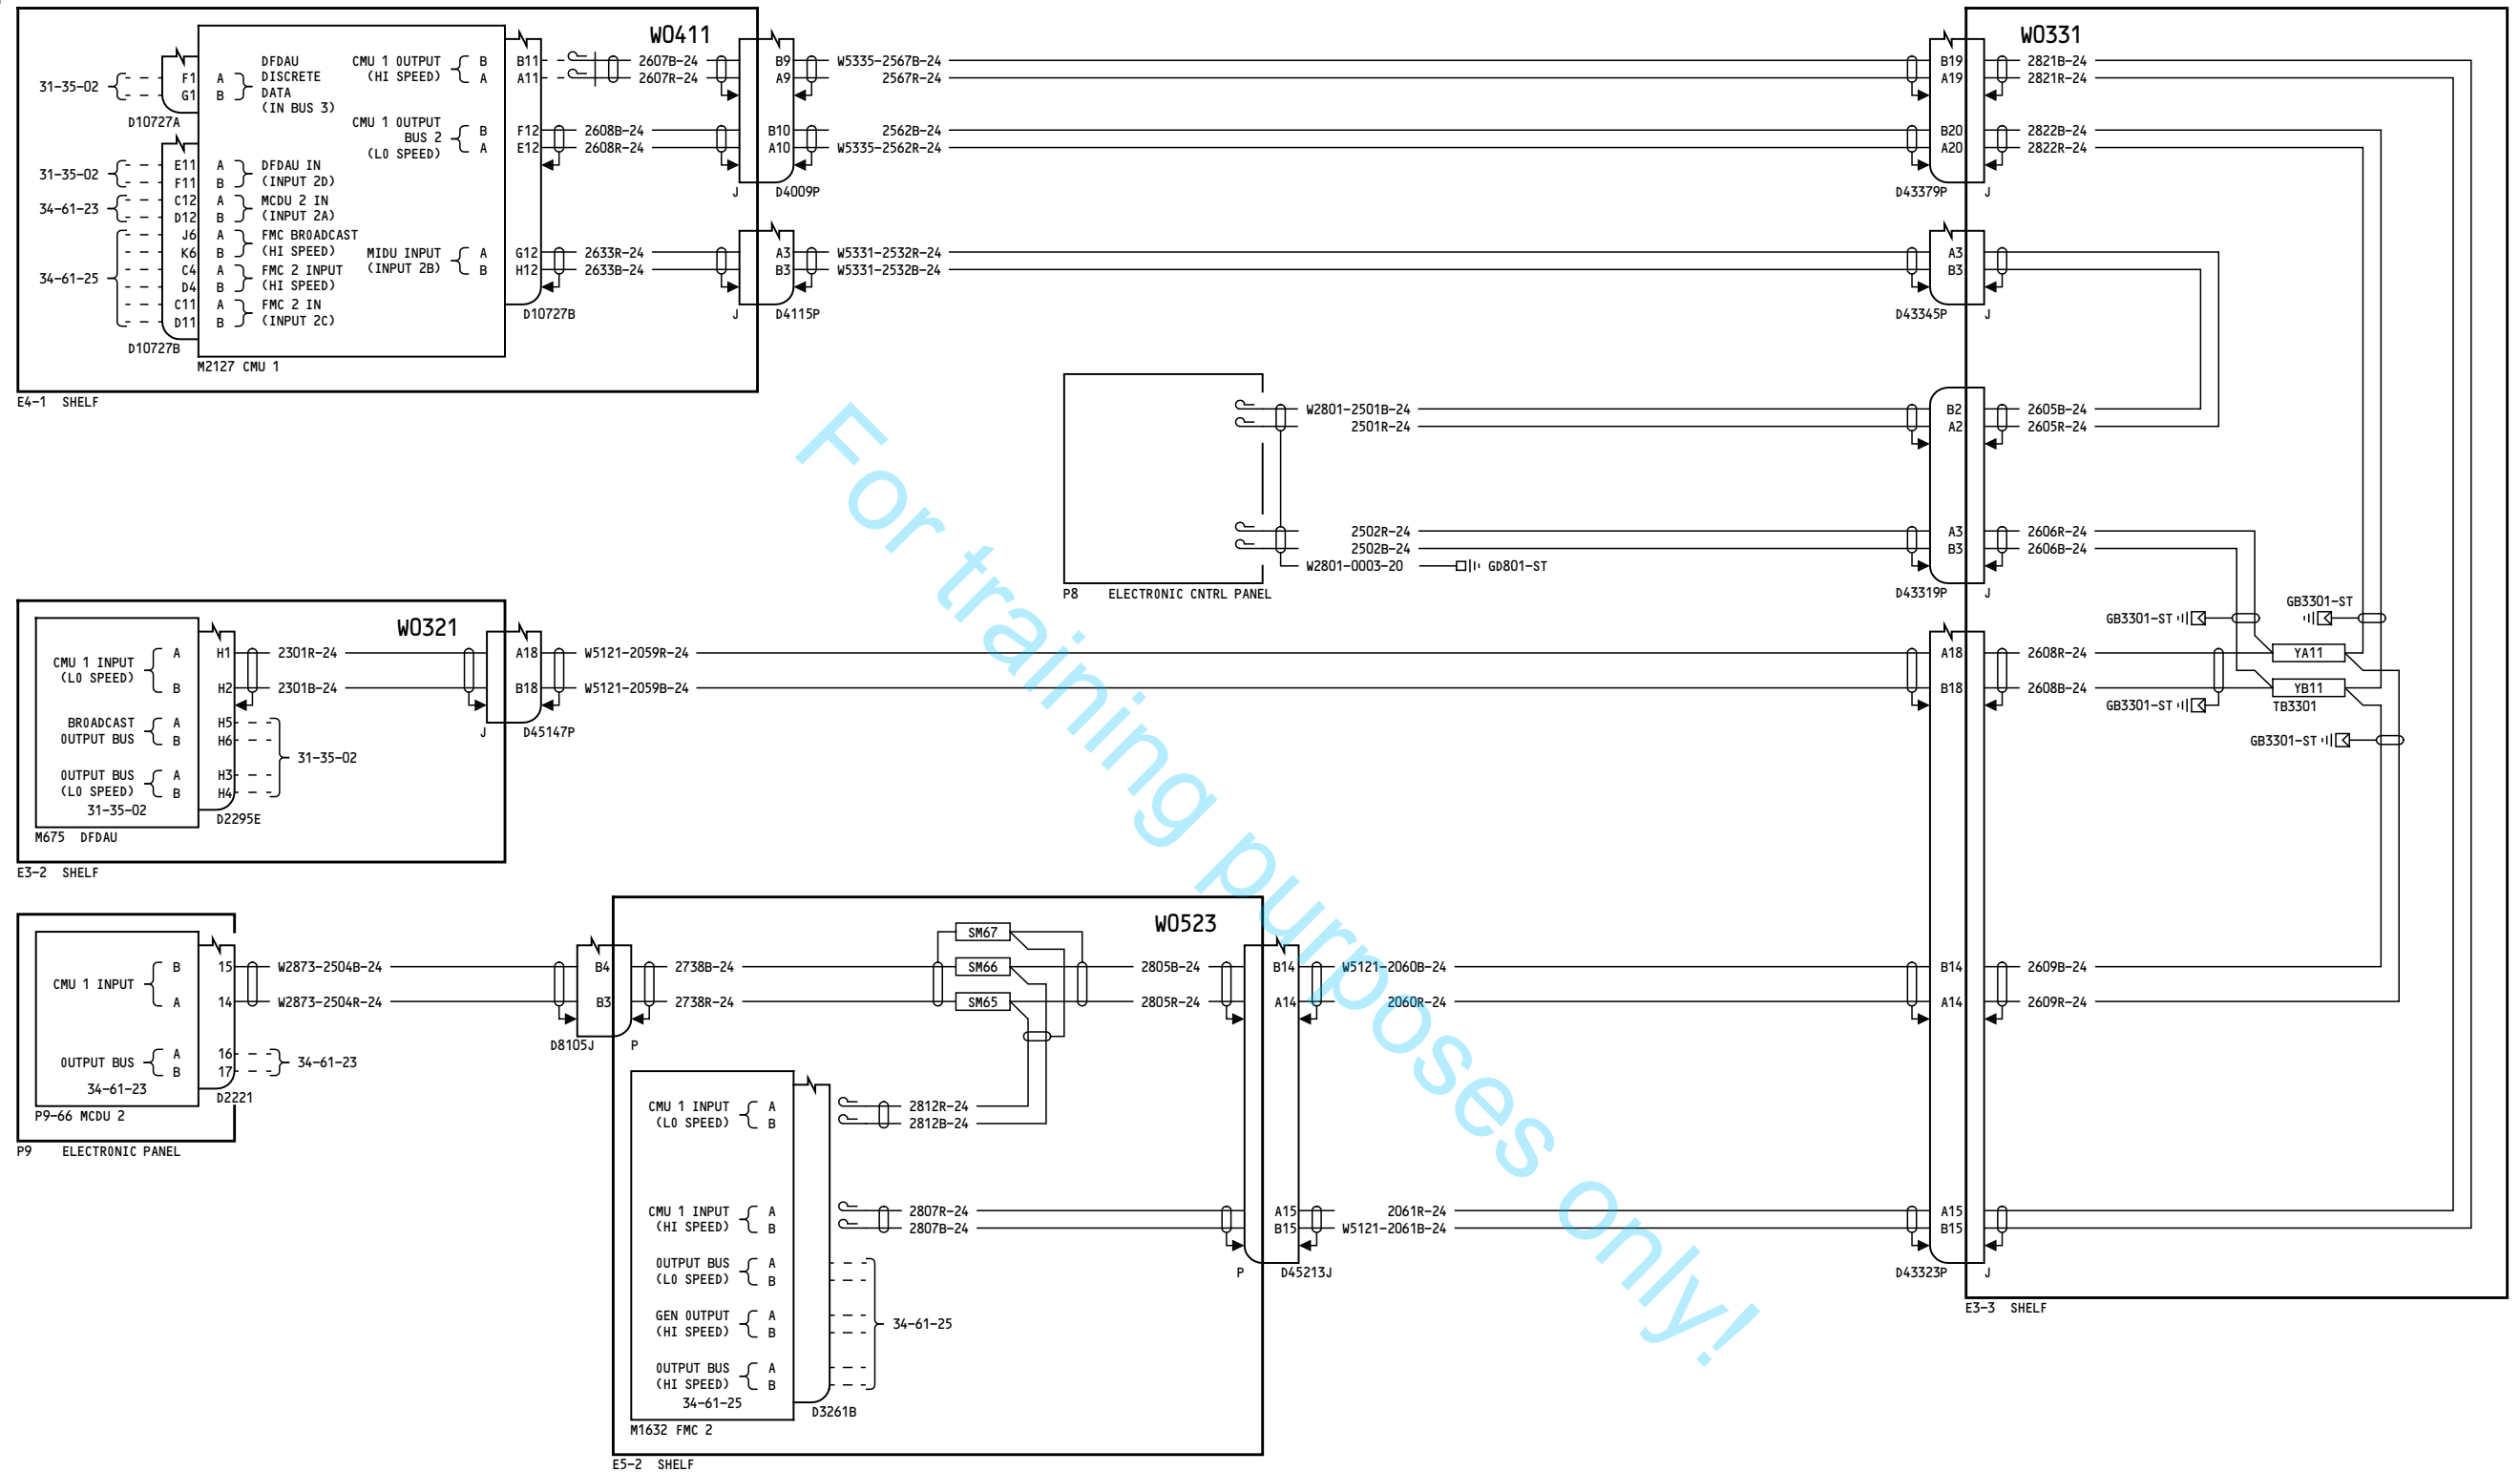 W0411
31-35-02
F1 A
G1 B
DFDAU
DISCRETE
DATA
(IN BUS 3)
D10727A
31-35-02
E11 A
F11 B
DFDAU IN
(INPUT 2D)
34-61-23
C12 A
D12 B
MCDU 2 IN
(INPUT 2A)
34-61-25
J6 A
K6 B
FMC BROADCAST
(HI SPEED)
C4 A
D4 B
FMC 2 INPUT
(HI SPEED)
C11 A
D11 B
FMC 2 IN
(INPUT 2C)
D10727B
M2127 CMU 1
E4-1 SHELF
CMU 1 OUTPUT
(HI SPEED)
B B11 2607B-24 B9 W5335-2567B-24 B19 2821B-24
A A11 2607R-24 A9 2567R-24 A19 2821R-24
CMU 1 OUTPUT
BUS 2
(LO SPEED)
B F12 2608B-24 B10 2562B-24 B20 2822B-24
A E12 2608R-24 A10 W5335-2562R-24 A20 2822R-24
J D4009P D43379P J
MIDU INPUT
(INPUT 2B)
A G12 2633R-24 A3 W5331-2532R-24 A3
B H12 2633B-24 B3 W5331-2532B-24 B3
D10727B J D4115P D43345P J
W0331
W2801-2501B-24 B2 2605B-24
2501R-24 A2 2605R-24
2502R-24 A3 2606R-24
2502B-24 B3 2606B-24
W2801-0003-20 GD801-ST
P8 ELECTRONIC CNTRL PANEL
D43319P J
GB3301-ST
GB3301-ST
YA11
YB11
TB3301
GB3301-ST
GB3301-ST
W0321
CMU 1 INPUT
(LO SPEED)
A H1 2301R-24 A18 W5121-2059R-24 A18 2608R-24
B H2 2301B-24 B18 W5121-2059B-24 B18 2608B-24
J D45147P
BROADCAST
OUTPUT BUS
A H5
B H6
31-35-02
OUTPUT BUS
(LO SPEED)
A H3
B H4
31-35-02
D2295E
M675 DFDAU
E3-2 SHELF
W0523
CMU 1 INPUT
B 15 W2873-2504B-24 B4 2738B-24 SM66 2805B-24 B14 W5121-2060B-24 B14 2609B-24
A 14 W2873-2504R-24 B3 2738R-24 SM65 2805R-24 A14 2060R-24 A14 2609R-24
SM67
D8105J P
OUTPUT BUS
A 16
B 17
34-61-23
34-61-23
D2221
P9-66 MCDU 2
P9 ELECTRONIC PANEL
CMU 1 INPUT
(LO SPEED)
A 2812R-24
B 2812B-24
CMU 1 INPUT
(HI SPEED)
A 2807R-24 A15 2061R-24 A15
B 2807B-24 B15 W5121-2061B-24 B15
P D45213J D43323P J
OUTPUT BUS
(LO SPEED)
A
B
GEN OUTPUT
(HI SPEED)
A
B
34-61-25
OUTPUT BUS
(HI SPEED)
A
B
34-61-25
D3261B
M1632 FMC 2
E5-2 SHELF
E3-3 SHELF
For training purposes only!